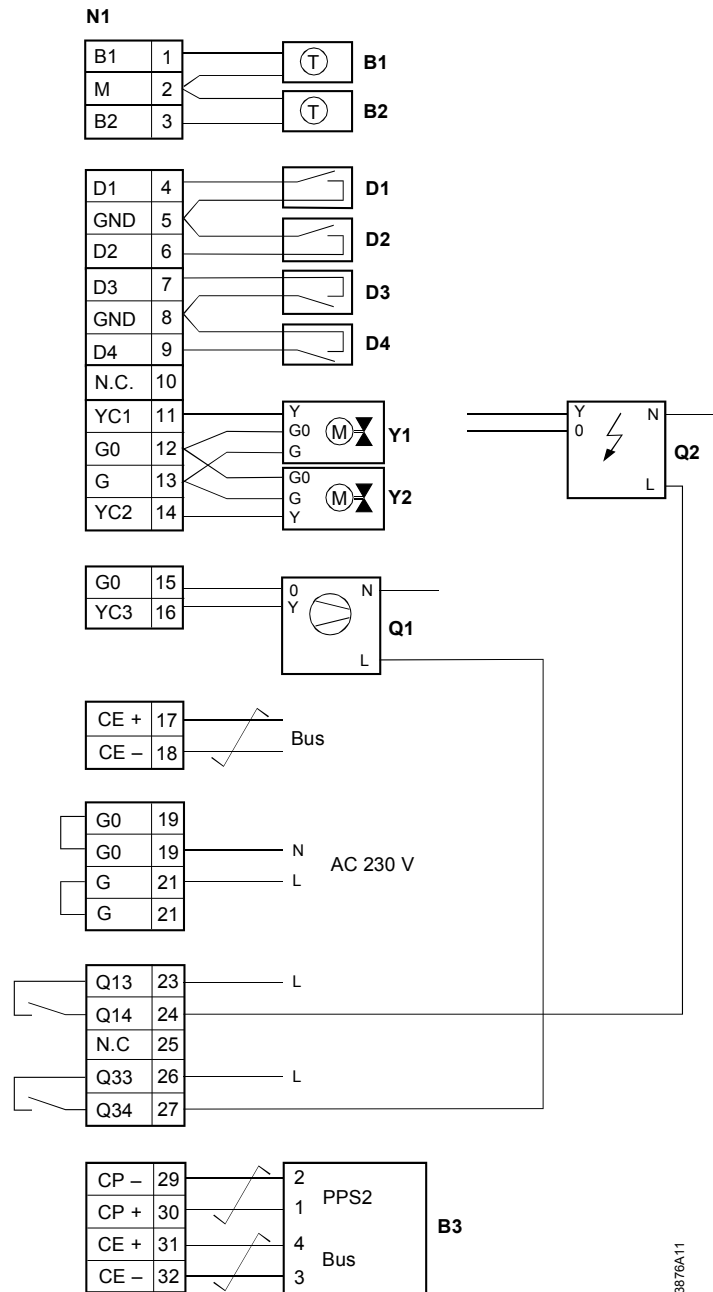 N1
B1 1 T B1
M 2
B2 3 T B2
D1 4 D1
GND 5
D2 6 D2
D3 7 D3
GND 8
D4 9 D4
N.C. 10
YC1 11 Y
G0 12 G0 M Y1
G 13 G
YC2 14 G0
G M Y2
Y
Y N
0 Q2
L
G0 15 0 N
YC3 16 Y Q1
L
CE + 17
CE – 18 Bus
G0 19
G0 19 N
AC 230 V
G 21 L
G 21
Q13 23 L
Q14 24
N.C 25
Q33 26 L
Q34 27
CP – 29 2
CP + 30 1 PPS2
B3
CE + 31 4
CE – 32 3 Bus
3876A11